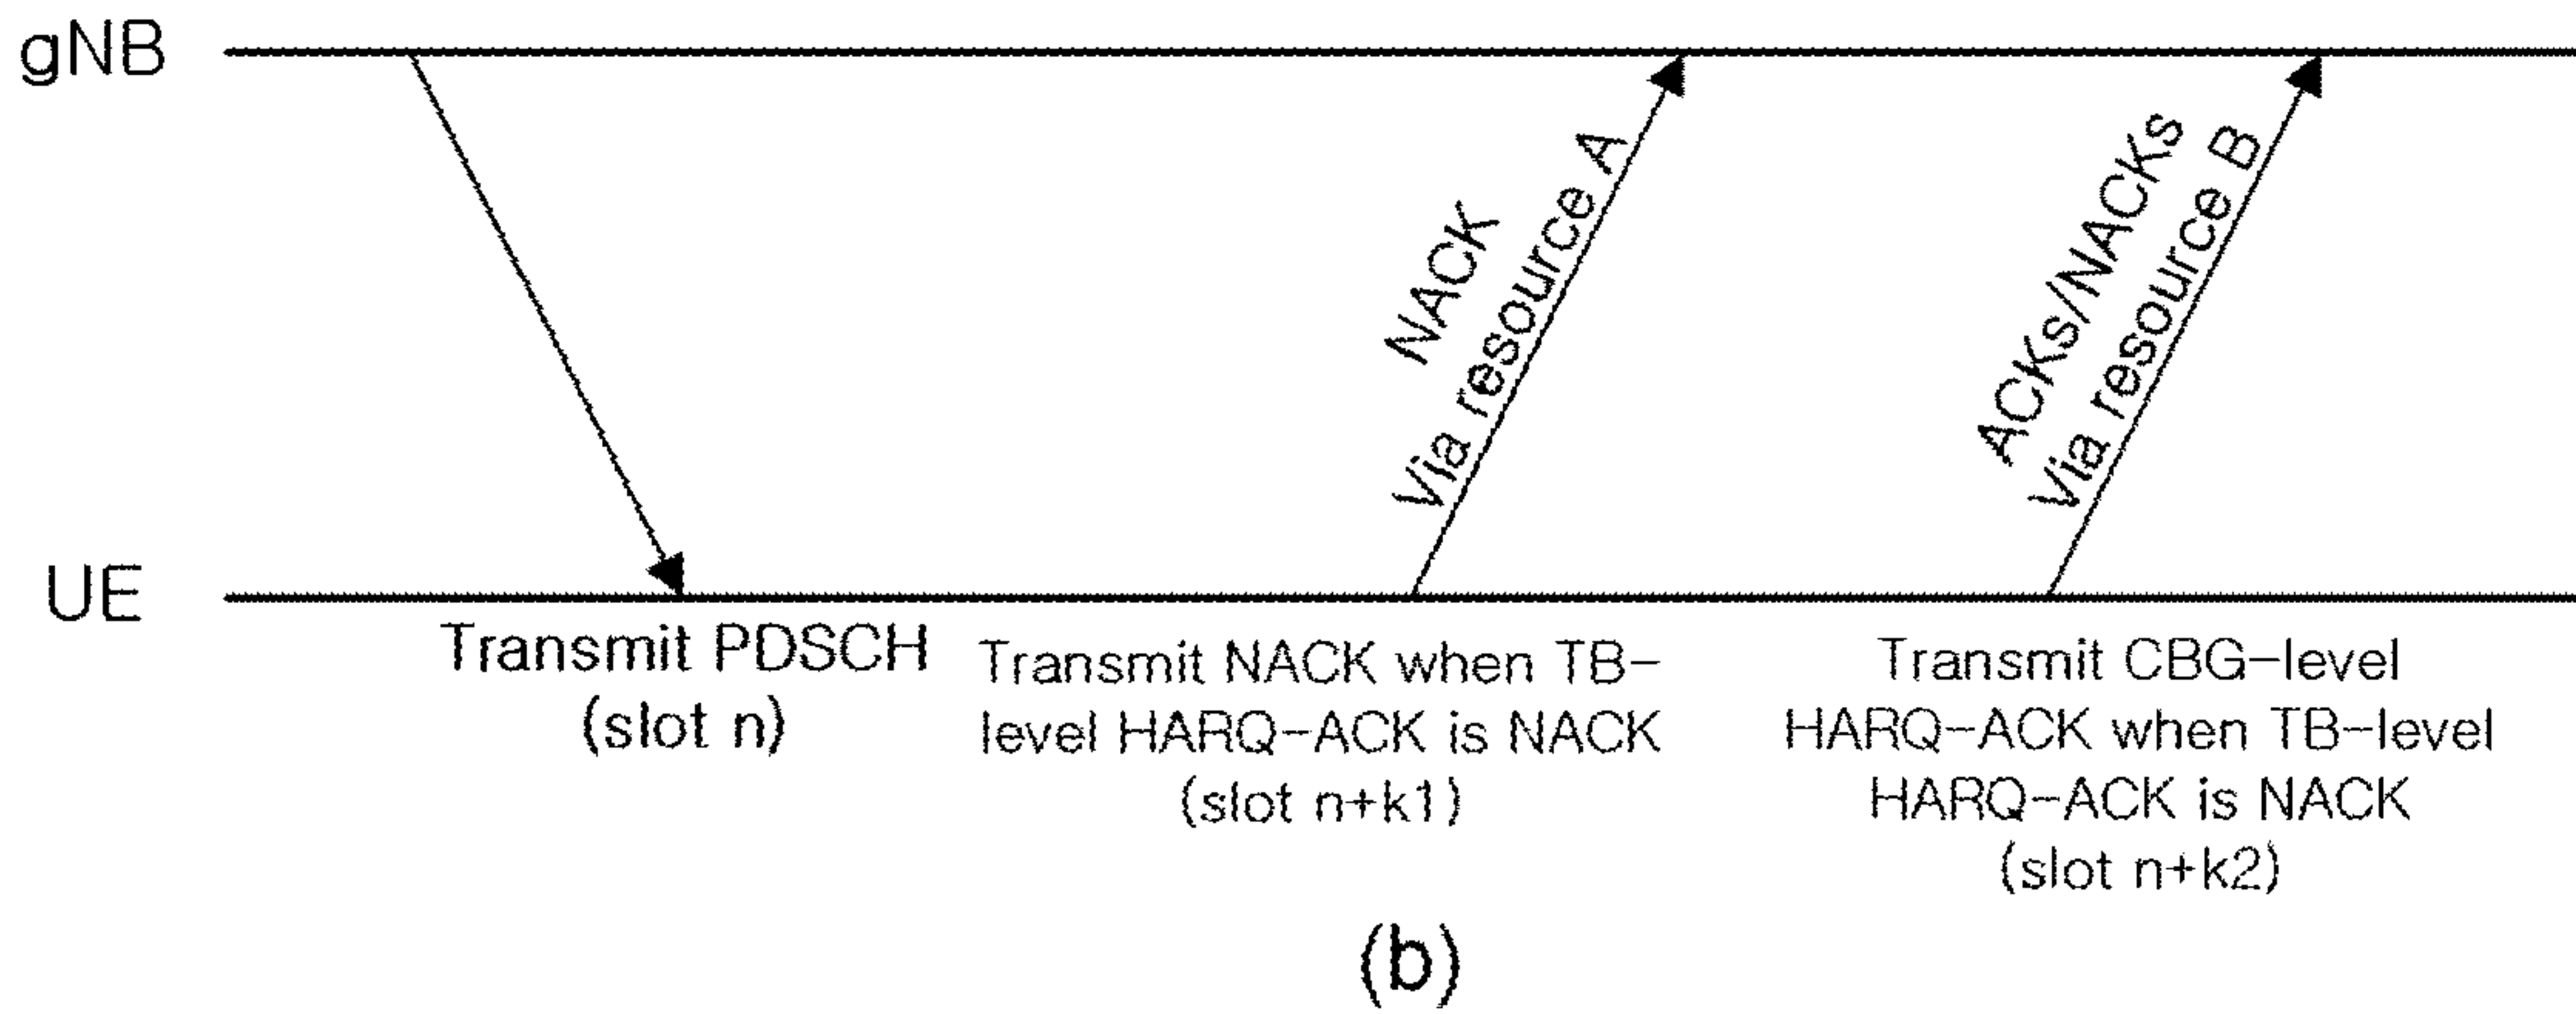 gNB
NACK
Via resource A
ACKs/NACKs
Via resource B
UE
Transmit PDSCH
(slot n)
Transmit NACK when TB-
level HARQ-ACK is NACK
(slot n+k1)
Transmit CBG-level
HARQ-ACK when TB-level
HARQ-ACK is NACK
(slot n+k2)
(b)